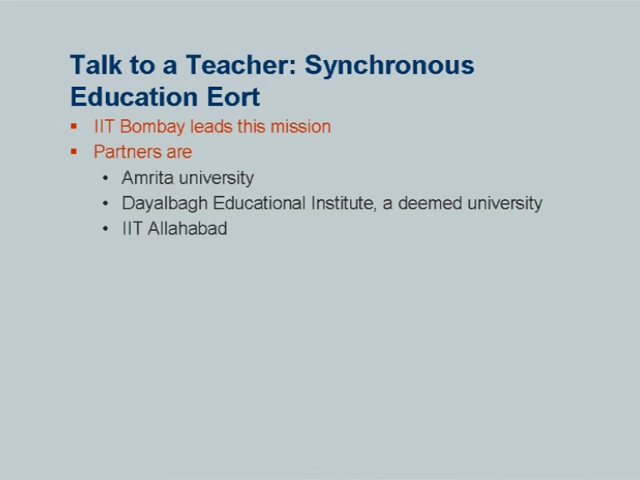 Talk to a Teacher: Synchronous
Education Eort
▪ IIT Bombay leads this mission
▪ Partners are
• Amrita university
• Dayalbagh Educational Institute, a deemed university
• IIT Allahabad